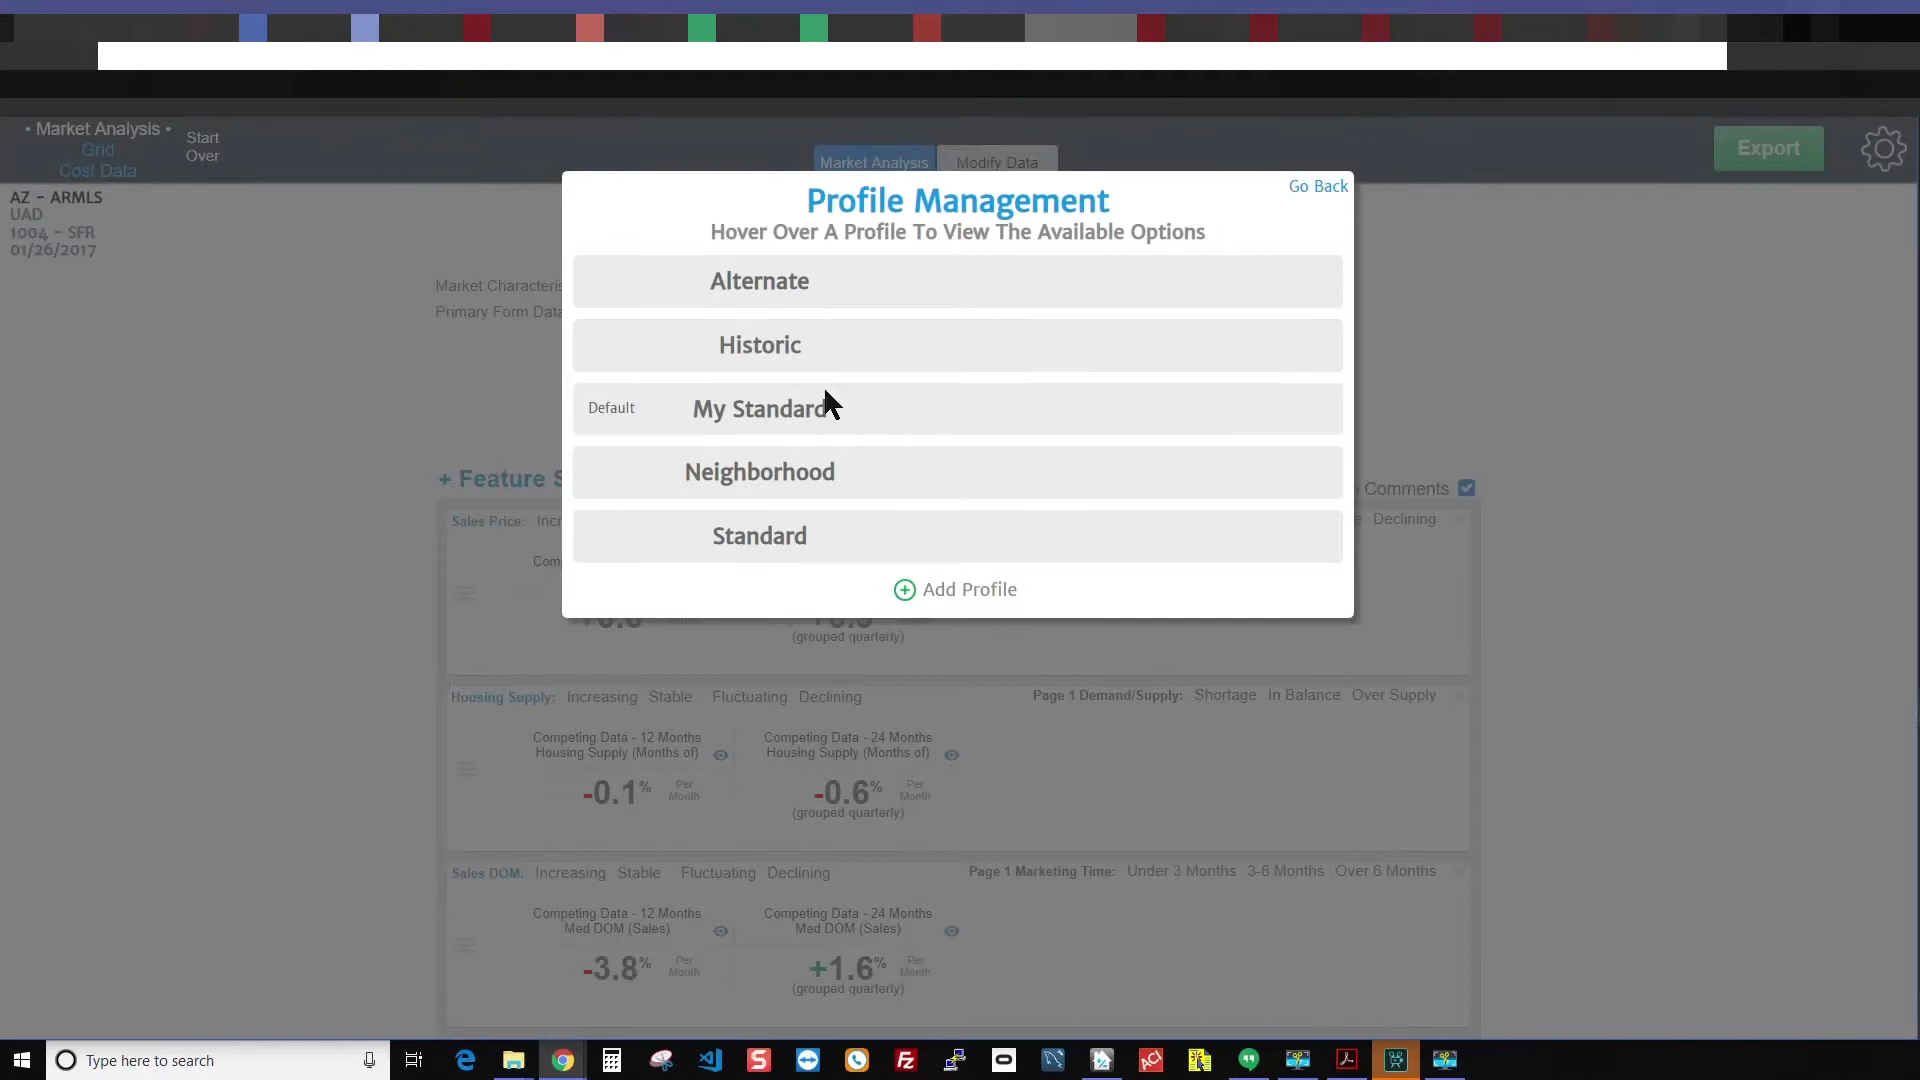 • Market Analysis •
Grid
Cost Data
Start
Over
Market Analysis
Modify Data
Export
AZ - ARMLS
UAD
1004 - SFR
01/26/2017
Go Back
Profile Management
Hover Over A Profile To View The Available Options
Alternate
Historic
Default My Standard
Neighborhood
Standard
Add Profile
Market Characteris
Primary Form Data
+ Feature S
Comments
Sales Price: Incr
Declining
Com
(grouped quarterly)
Housing Supply: Increasing Stable Fluctuating Declining
Page 1 Demand/Supply: Shortage In Balance Over Supply
Competing Data - 12 Months
Housing Supply (Months of)
-0.1% Per Month
Competing Data - 24 Months
Housing Supply (Months of)
-0.6% Per Month
(grouped quarterly)
Sales DOM: Increasing Stable Fluctuating Declining
Page 1 Marketing Time: Under 3 Months 3-6 Months Over 6 Months
Competing Data - 12 Months
Med DOM (Sales)
-3.8% Per Month
Competing Data - 24 Months
Med DOM (Sales)
+1.6% Per Month
(grouped quarterly)
Type here to search